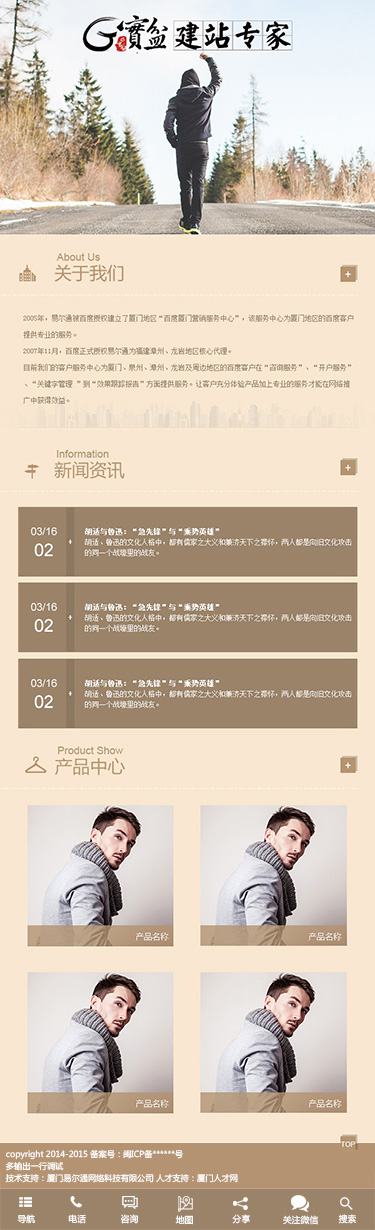 G寶盆 建站专家
About Us
关于我们
+
2005年，易尔通被百度授权建立了厦门地区“百度厦门营销服务中心”，该服务中心为厦门地区的百度客户
提供专业的服务。
2007年11月，百度正式授权易尔通为福建漳州、龙岩地区核心代理。
目前我们的客户服务中心为厦门、泉州、漳州、龙岩及周边地区的百度客户在“咨询服务”、“开户服务”
、“关键字管理 ”到“效果跟踪报告”方面提供服务。让客户充分体验产品加上专业的服务才能在网络推
广中获得效益。
Information
新闻资讯
+
03/16
02
胡适与鲁迅：“急先锋”与“乘势英雄”
胡适、鲁迅的文化人格中，都有儒家之大义和兼济天下之襟怀，两人都是向旧文化攻击
的同一个战壕里的战友。
03/16
02
胡适与鲁迅：“急先锋”与“乘势英雄”
胡适、鲁迅的文化人格中，都有儒家之大义和兼济天下之襟怀，两人都是向旧文化攻击
的同一个战壕里的战友。
03/16
02
胡适与鲁迅：“急先锋”与“乘势英雄”
胡适、鲁迅的文化人格中，都有儒家之大义和兼济天下之襟怀，两人都是向旧文化攻击
的同一个战壕里的战友。
Product Show
产品中心
+
产品名称
产品名称
产品名称
产品名称
TOP
copyright 2014-2015 备案号：闽ICP备******号
多输出一行调试
技术支持：厦门易尔通网络科技有限公司 人才支持：厦门人才网
导航
电话
咨询
地图
分享
关注微信
搜索